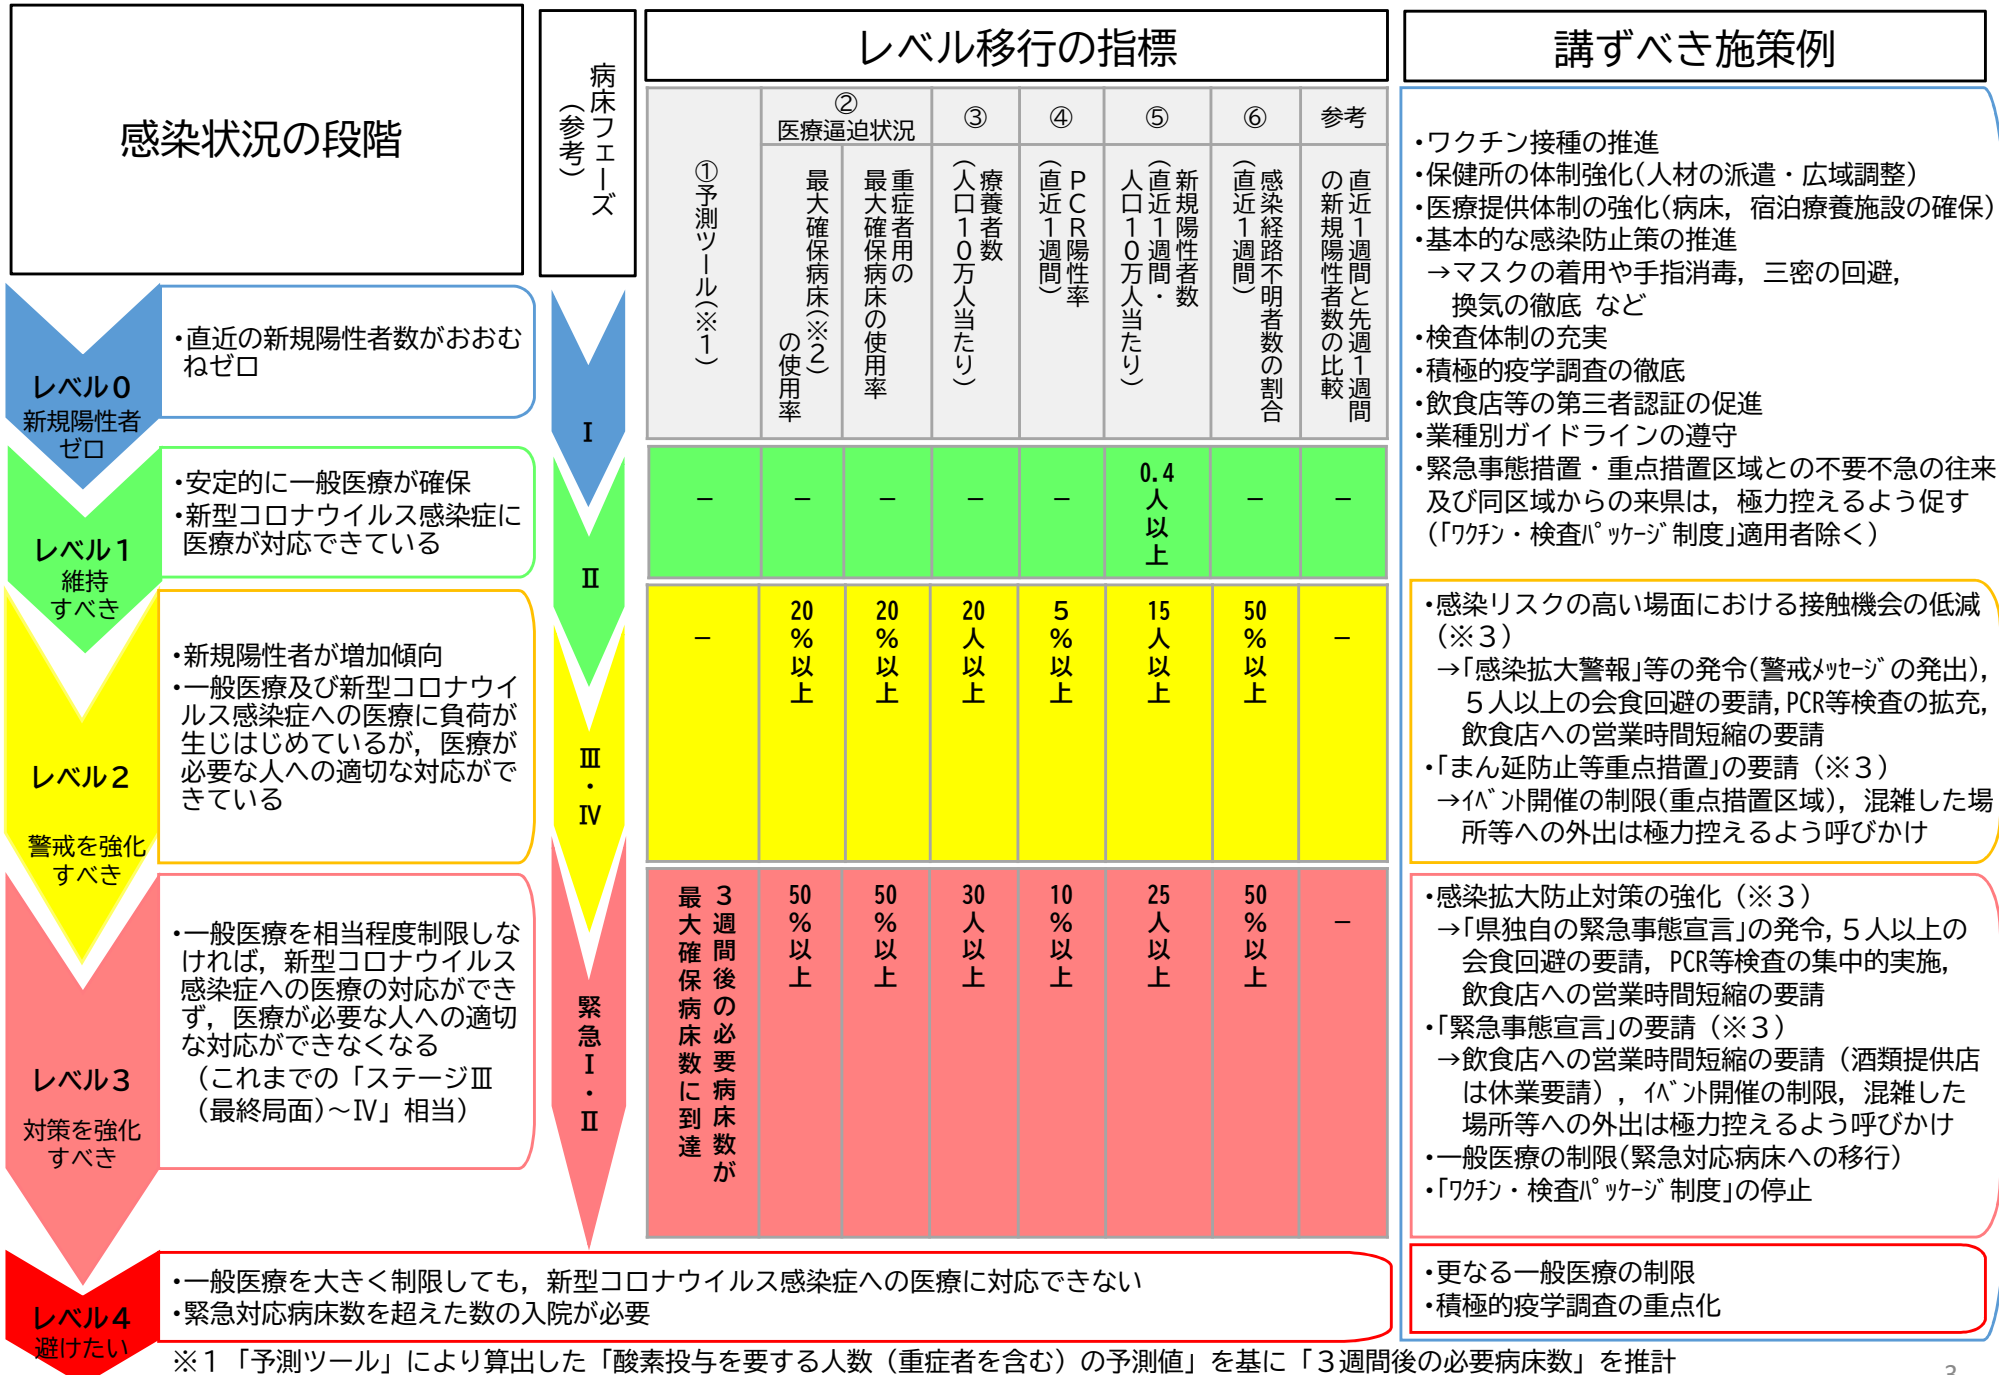 感染状況の段階
病床フェーズ
（参考）
レベル移行の指標
講ずべき施策例
①予測ツール（※１）
②
医療逼迫状況
最大確保病床（※２）
の使用率
重症者用の
最大確保病床の使用率
③
療養者数
（人口１０万人当たり）
④
ＰＣＲ陽性率
（直近１週間）
⑤
新規陽性者数
（直近１週間・
人口１０万人当たり）
⑥
感染経路不明者数の割合
（直近１週間）
参考
直近１週間と先週１週間
の新規陽性者数の比較
レベル０
新規陽性者
ゼロ
・直近の新規陽性者数がおおむ
ねゼロ
Ⅰ
レベル１
維持
すべき
・安定的に一般医療が確保
・新型コロナウイルス感染症に
医療が対応できている
Ⅱ
－ － － － － 0.4人以上 － －
レベル２
警戒を強化
すべき
・新規陽性者が増加傾向
・一般医療及び新型コロナウイ
ルス感染症への医療に負荷が
生じはじめているが，医療が
必要な人への適切な対応がで
きている
Ⅲ・Ⅳ
－ 20％以上 20％以上 20人以上 5％以上 15人以上 50％以上 －
レベル３
対策を強化
すべき
・一般医療を相当程度制限しな
ければ，新型コロナウイルス
感染症への医療の対応ができ
ず，医療が必要な人への適切
な対応ができなくなる
（これまでの「ステージⅢ
（最終局面）～Ⅳ」相当）
緊急Ⅰ・Ⅱ
３週間後の必要病床数が
最大確保病床数に到達
50％以上 50％以上 30人以上 10％以上 25人以上 50％以上 －
レベル４
避けたい
・一般医療を大きく制限しても，新型コロナウイルス感染症への医療に対応できない
・緊急対応病床数を超えた数の入院が必要
・ワクチン接種の推進
・保健所の体制強化(人材の派遣・広域調整)
・医療提供体制の強化(病床，宿泊療養施設の確保)
・基本的な感染防止策の推進
→マスクの着用や手指消毒，三密の回避，
換気の徹底 など
・検査体制の充実
・積極的疫学調査の徹底
・飲食店等の第三者認証の促進
・業種別ガイドラインの遵守
・緊急事態措置・重点措置区域との不要不急の往来
及び同区域からの来県は，極力控えるよう促す
(「ﾜｸﾁﾝ・検査ﾊﾟｯｹｰｼﾞ制度」適用者除く)
・感染リスクの高い場面における接触機会の低減
（※３）
→「感染拡大警報」等の発令(警戒ﾒｯｾｰｼﾞの発出)，
５人以上の会食回避の要請,PCR等検査の拡充，
飲食店への営業時間短縮の要請
・「まん延防止等重点措置」の要請（※３）
→ｲﾍﾞﾝﾄ開催の制限(重点措置区域)，混雑した場
所等への外出は極力控えるよう呼びかけ
・感染拡大防止対策の強化（※３）
→「県独自の緊急事態宣言」の発令,５人以上の
会食回避の要請，PCR等検査の集中的実施，
飲食店への営業時間短縮の要請
・「緊急事態宣言」の要請（※３）
→飲食店への営業時間短縮の要請（酒類提供店
は休業要請），ｲﾍﾞﾝﾄ開催の制限，混雑した
場所等への外出は極力控えるよう呼びかけ
・一般医療の制限(緊急対応病床への移行)
・「ﾜｸﾁﾝ・検査ﾊﾟｯｹｰｼﾞ制度」の停止
・更なる一般医療の制限
・積極的疫学調査の重点化
※１「予測ツール」により算出した「酸素投与を要する人数（重症者を含む）の予測値」を基に「３週間後の必要病床数」を推計